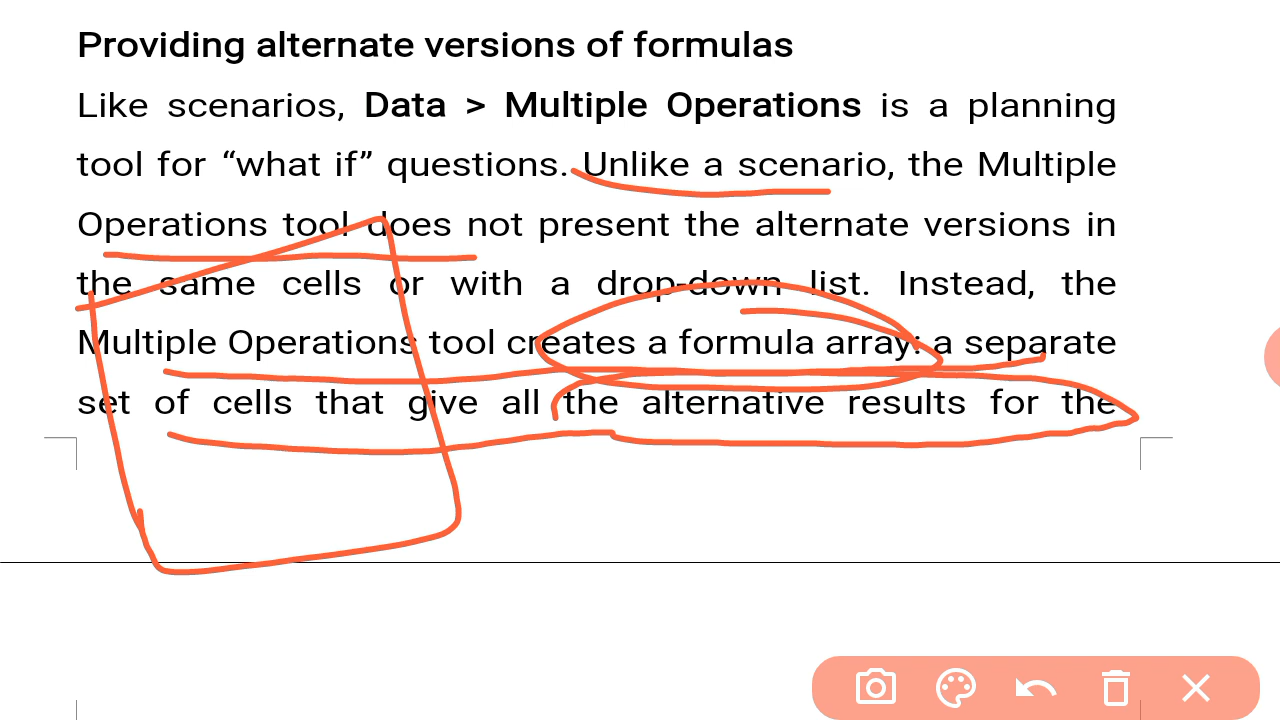 Providing alternate versions of formulas
Like scenarios, Data > Multiple Operations is a planning
tool for “what if” questions. Unlike a scenario, the Multiple
Operations tool does not present the alternate versions in
the same cells or with a drop-down list. Instead, the
Multiple Operations tool creates a formula array: a separate
set of cells that give all the alternative results for the